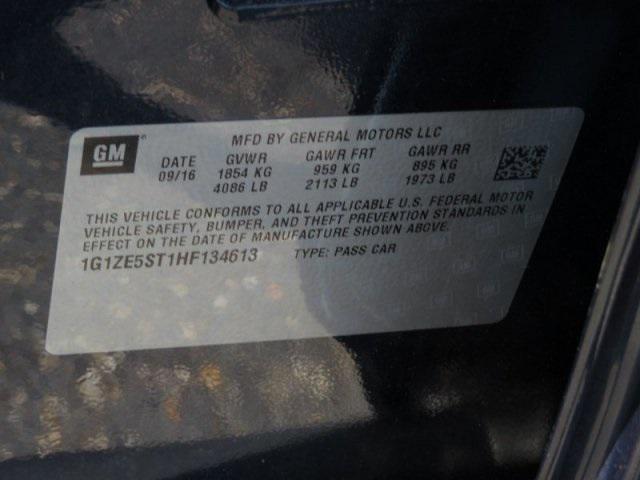 GM
MFD BY GENERAL MOTORS LLC
DATE GVWR GAWR FRT GAWR RR
09/16 1854 KG 959 KG 895 KG
4086 LB 2113 LB 1973 LB
THIS VEHICLE CONFORMS TO ALL APPLICABLE U.S. FEDERAL MOTOR
VEHICLE SAFETY, BUMPER, AND THEFT PREVENTION STANDARDS IN
EFFECT ON THE DATE OF MANUFACTURE SHOWN ABOVE.
1G1ZE5ST1HF134613 TYPE: PASS CAR